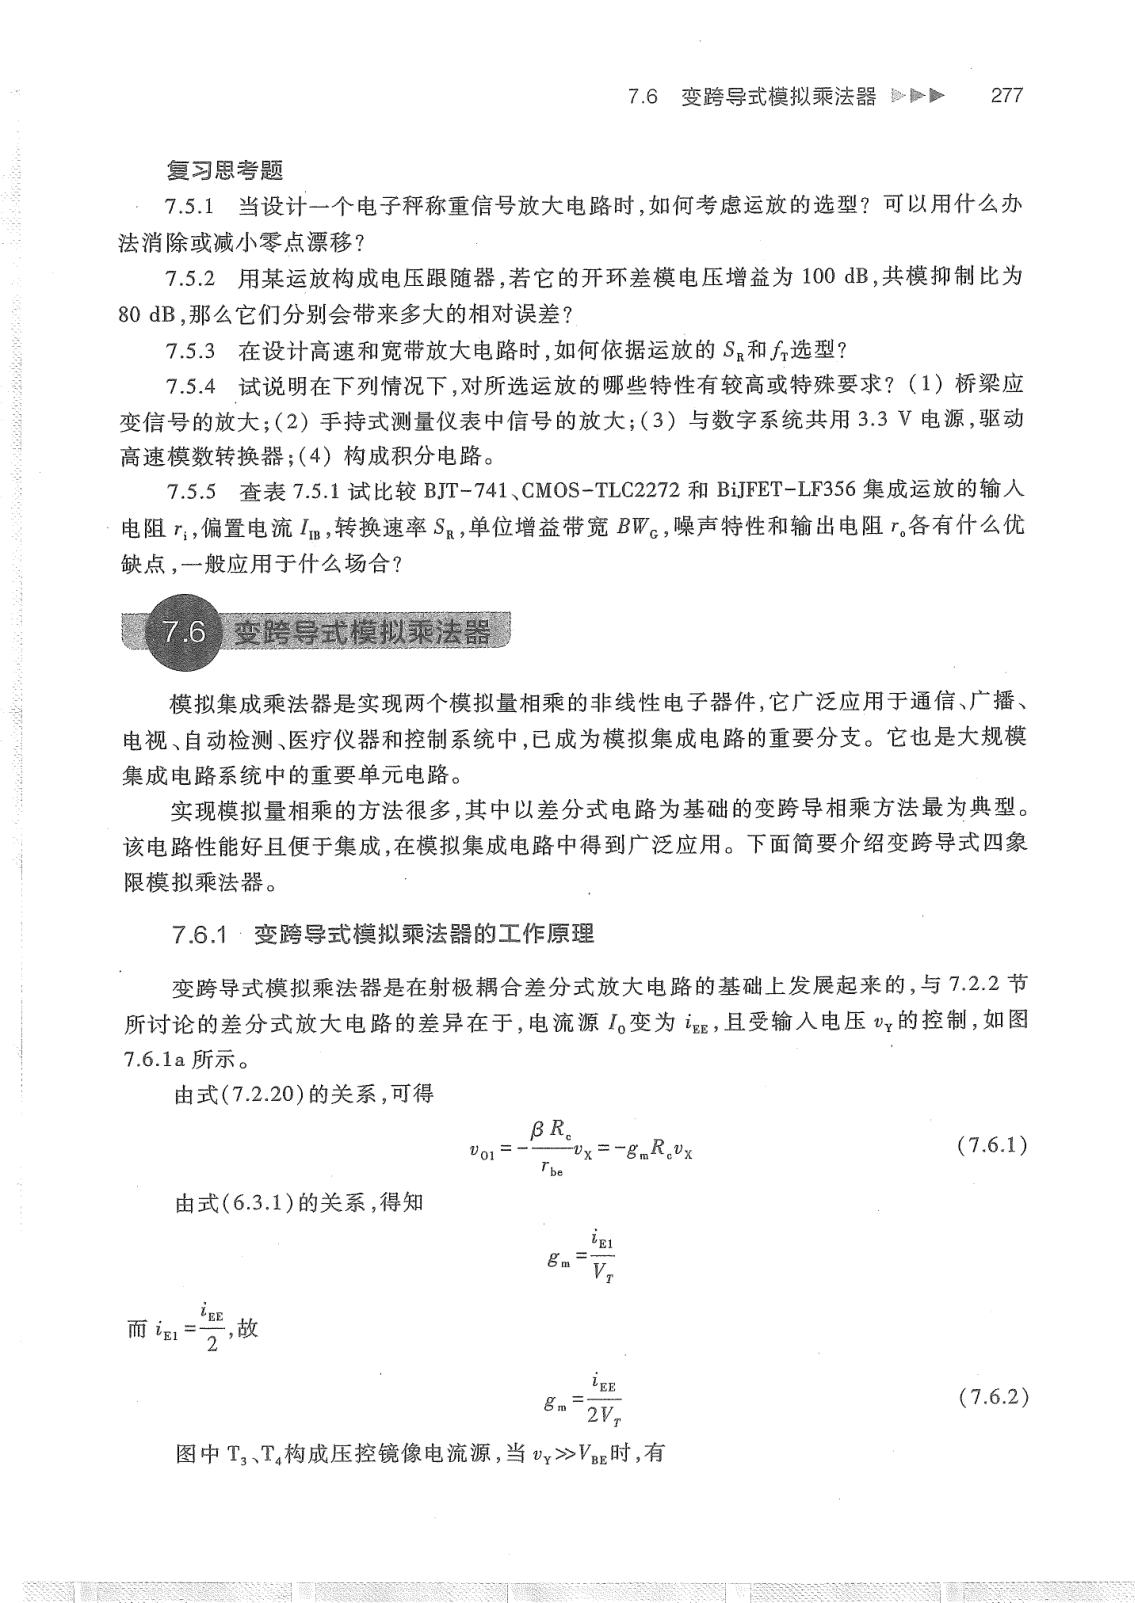 7.6 变跨导式模拟乘法器 ▶▶▶ 277
复习思考题
7.5.1 当设计一个电子秤称重信号放大电路时,如何考虑运放的选型？可以用什么办
法消除或减小零点漂移？
7.5.2 用某运放构成电压跟随器,若它的开环差模电压增益为 100 dB,共模抑制比为
80 dB,那么它们分别会带来多大的相对误差？
7.5.3 在设计高速和宽带放大电路时,如何依据运放的 S_R和f_T选型？
7.5.4 试说明在下列情况下,对所选运放的哪些特性有较高或特殊要求？(1) 桥梁应
变信号的放大;(2) 手持式测量仪表中信号的放大;(3) 与数字系统共用 3.3 V 电源,驱动
高速模数转换器;(4) 构成积分电路。
7.5.5 查表 7.5.1 试比较 BJT-741、CMOS-TLC2272 和 BiJFET-LF356 集成运放的输入
电阻 r_i,偏置电流 I_IB,转换速率 S_R,单位增益带宽 BW_G,噪声特性和输出电阻 r_o各有什么优
缺点,一般应用于什么场合？
7.6 变跨导式模拟乘法器
模拟集成乘法器是实现两个模拟量相乘的非线性电子器件,它广泛应用于通信、广播、
电视、自动检测、医疗仪器和控制系统中,已成为模拟集成电路的重要分支。它也是大规模
集成电路系统中的重要单元电路。
实现模拟量相乘的方法很多,其中以差分式电路为基础的变跨导相乘方法最为典型。
该电路性能好且便于集成,在模拟集成电路中得到广泛应用。下面简要介绍变跨导式四象
限模拟乘法器。
7.6.1 变跨导式模拟乘法器的工作原理
变跨导式模拟乘法器是在射极耦合差分式放大电路的基础上发展起来的,与 7.2.2 节
所讨论的差分式放大电路的差异在于,电流源 I_O变为 i_EE,且受输入电压 v_Y的控制,如图
7.6.1a 所示。
由式(7.2.20)的关系,可得
v_O1=-(βR_c/r_be)v_X=-g_mR_cv_X (7.6.1)
由式(6.3.1)的关系,得知
g_m=i_E1/V_T
而 i_E1=i_EE/2,故
g_m=i_EE/2V_T (7.6.2)
图中 T_3、T_4构成压控镜像电流源,当 v_Y≫V_BE时,有